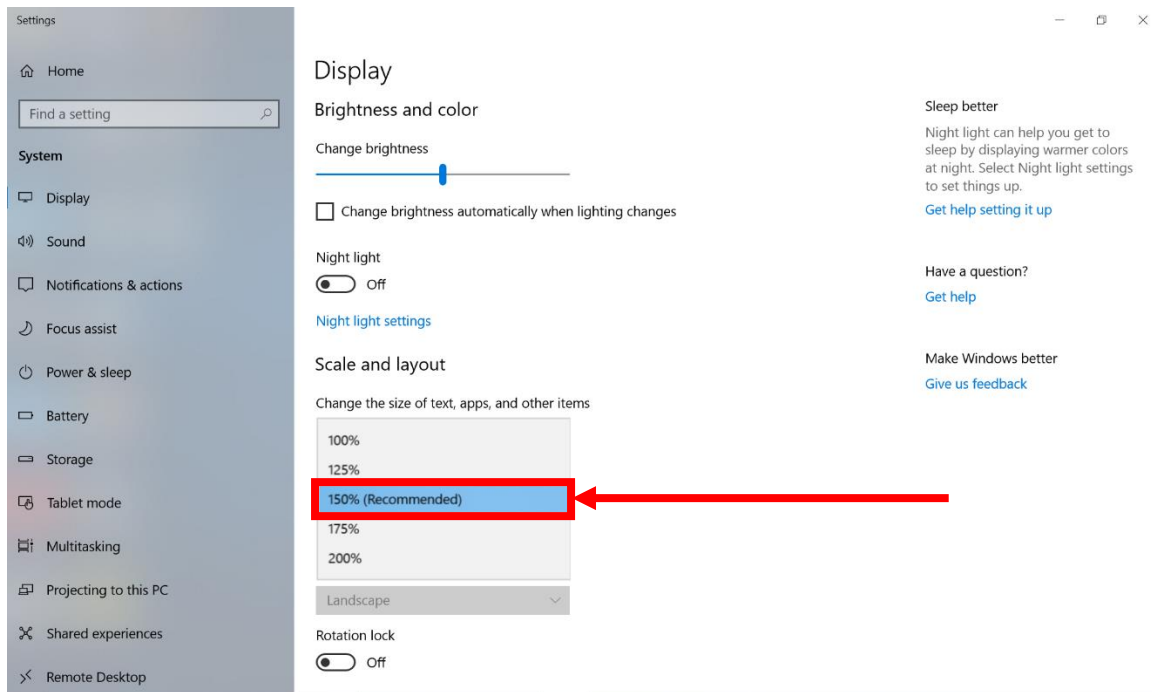 Settings
Home
Find a setting
System
Display
Sound
Notifications & actions
Focus assist
Power & sleep
Battery
Storage
Tablet mode
Multitasking
Projecting to this PC
Shared experiences
Remote Desktop
Display
Brightness and color
Change brightness
Change brightness automatically when lighting changes
Night light
Off
Night light settings
Scale and layout
Change the size of text, apps, and other items
100%
125%
150% (Recommended)
175%
200%
Landscape
Rotation lock
Off
Sleep better
Night light can help you get to
sleep by displaying warmer colors
at night. Select Night light settings
to set things up.
Get help setting it up
Have a question?
Get help
Make Windows better
Give us feedback